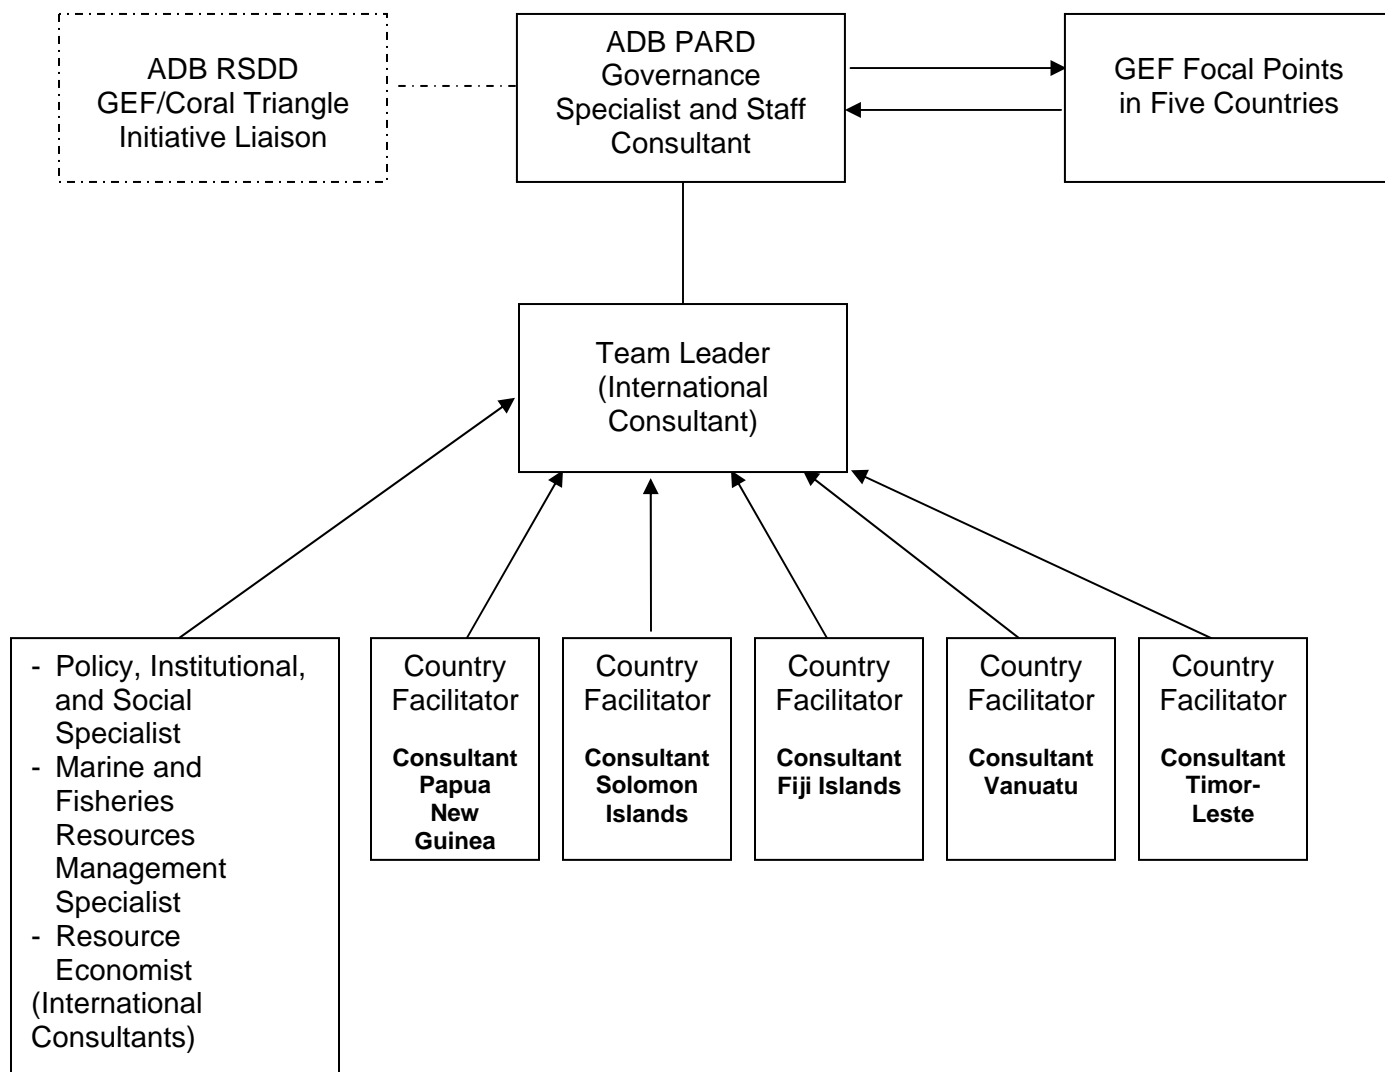 ADB RSDD
GEF/Coral Triangle
Initiative Liaison
ADB PARD
Governance
Specialist and Staff
Consultant
GEF Focal Points
in Five Countries
Team Leader
(International
Consultant)
- Policy, Institutional,
and Social
Specialist
- Marine and
Fisheries
Resources
Management
Specialist
- Resource
Economist
(International
Consultants)
Country
Facilitator
Consultant
Papua
New
Guinea
Country
Facilitator
Consultant
Solomon
Islands
Country
Facilitator
Consultant
Fiji Islands
Country
Facilitator
Consultant
Vanuatu
Country
Facilitator
Consultant
Timor-
Leste